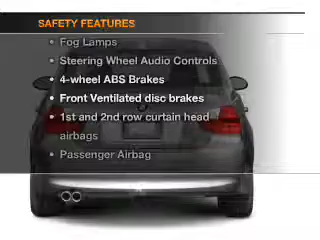 SAFETY FEATURES
• Fog Lamps
• Steering Wheel Audio Controls
• 4-wheel ABS Brakes
• Front Ventilated disc brakes
• 1st and 2nd row curtain head
airbags
• Passenger Airbag